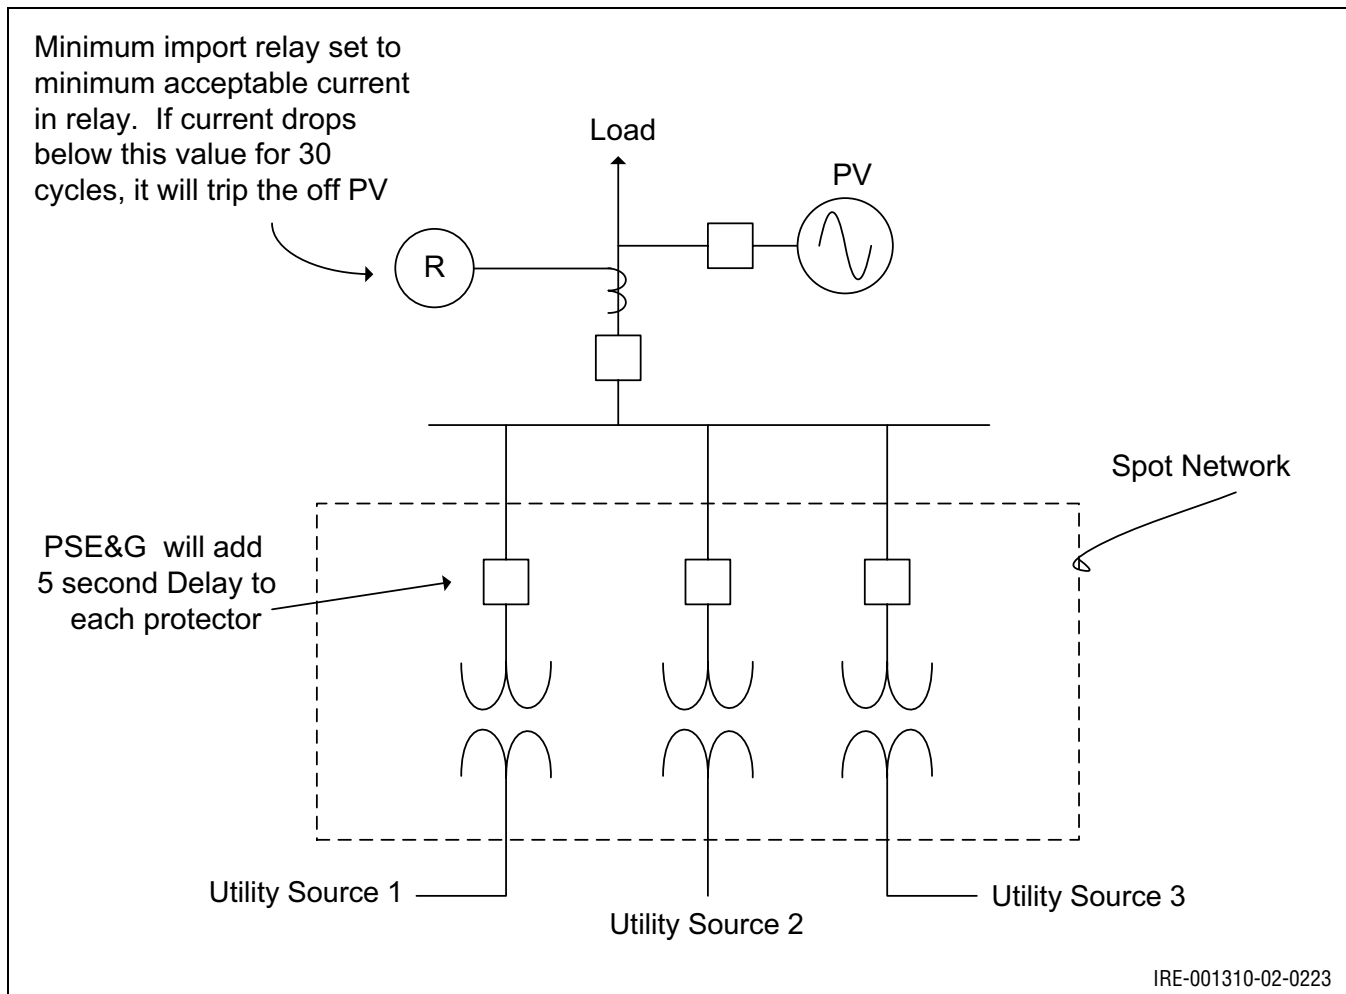 Minimum import relay set to
minimum acceptable current
in relay.  If current drops
below this value for 30
cycles, it will trip the off PV
Load
PV
R
Spot Network
PSE&G  will add
5 second Delay to
each protector
Utility Source 1
Utility Source 2
Utility Source 3
IRE-001310-02-0223